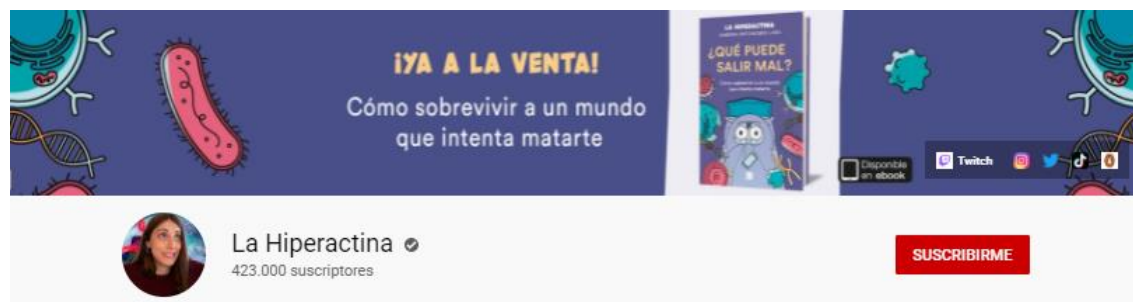 ¡YA A LA VENTA!
Cómo sobrevivir a un mundo
que intenta matarte
LA HIPERACTINA
¿QUÉ PUEDE
SALIR MAL?
Disponible
en ebook
Twitch
La Hiperactina
423.000 suscriptores
SUSCRIBIRME